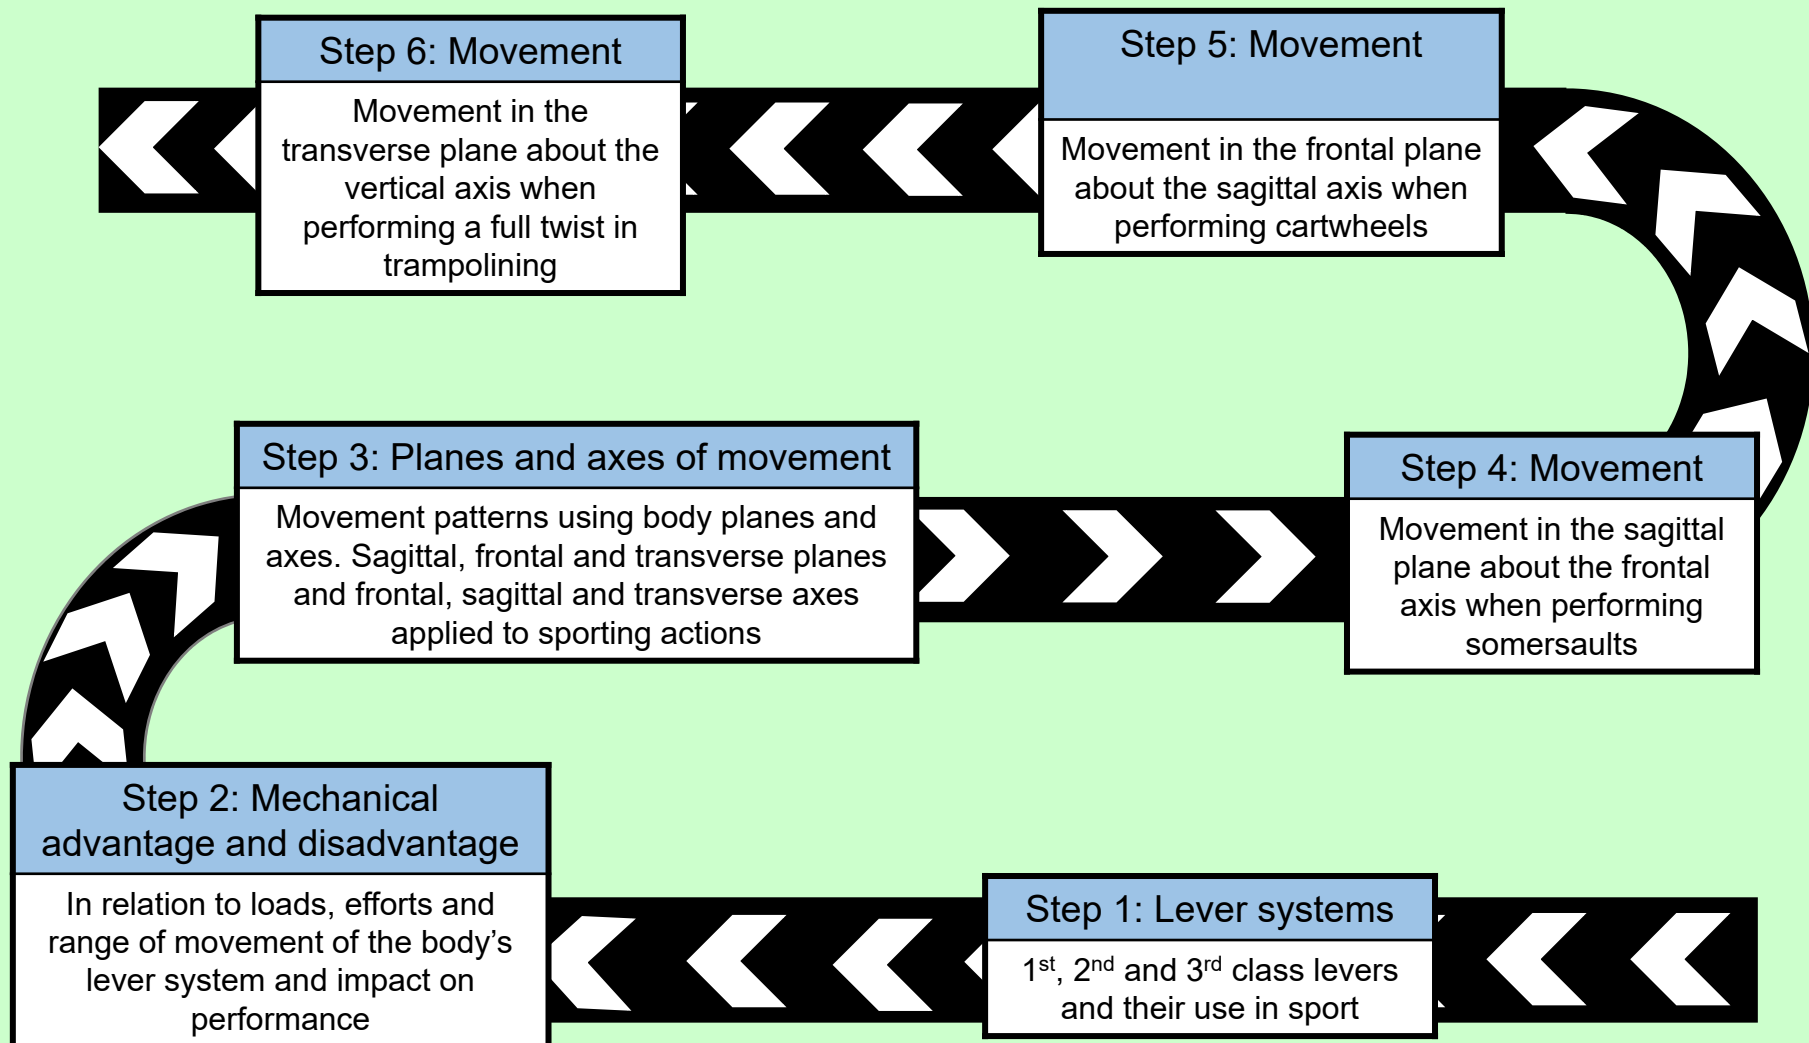 Step 6: Movement
Movement in the
transverse plane about the
vertical axis when
performing a full twist in
trampolining
Step 5: Movement
Movement in the frontal plane
about the sagittal axis when
performing cartwheels
Step 3: Planes and axes of movement
Movement patterns using body planes and
axes. Sagittal, frontal and transverse planes
and frontal, sagittal and transverse axes
applied to sporting actions
Step 4: Movement
Movement in the sagittal
plane about the frontal
axis when performing
somersaults
Step 2: Mechanical
advantage and disadvantage
In relation to loads, efforts and
range of movement of the body’s
lever system and impact on
performance
Step 1: Lever systems
1st, 2nd and 3rd class levers
and their use in sport